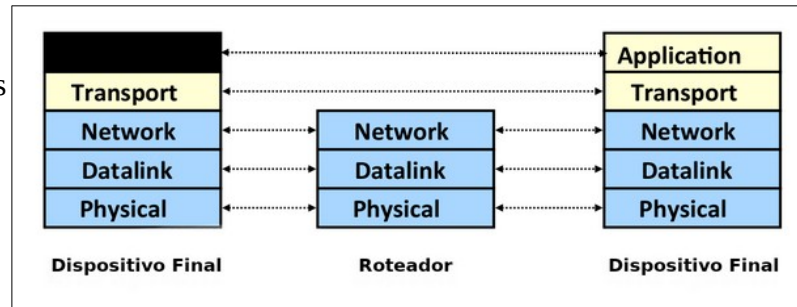 Application
s
Transport
Transport
Network
Network
Network
Datalink
Datalink
Datalink
Physical
Physical
Physical
Dispositivo Final
Roteador
Dispositivo Final